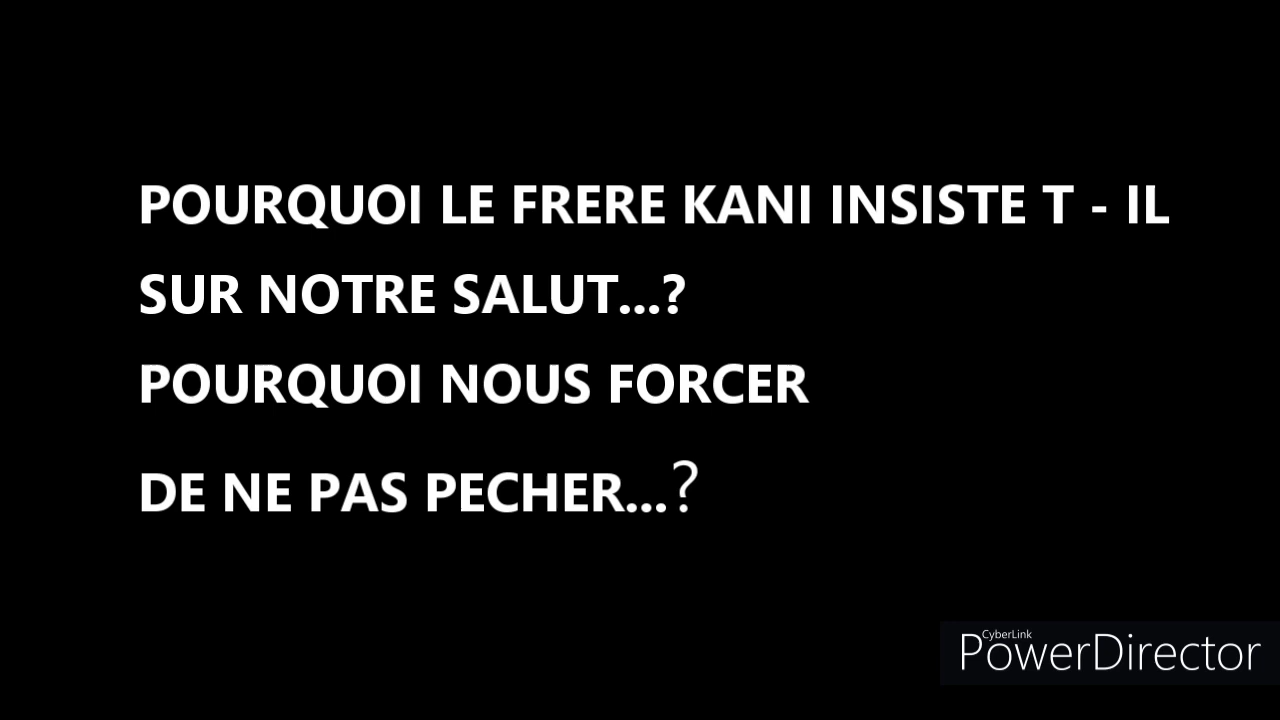 POURQUOI LE FRERE KANI INSISTE T - IL
SUR NOTRE SALUT...?
POURQUOI NOUS FORCER
DE NE PAS PECHER...?
CyberLink
PowerDirector